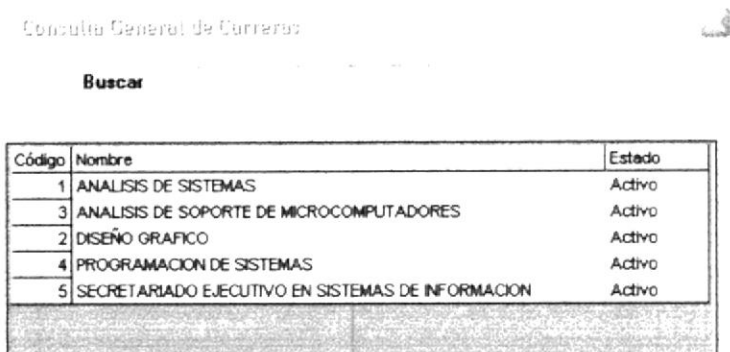 Consulta General de Carreras
Buscar
Código Nombre Estado
1 ANALISIS DE SISTEMAS Activo
3 ANALISIS DE SOPORTE DE MICROCOMPUTADORES Activo
2 DISEÑO GRAFICO Activo
4 PROGRAMACION DE SISTEMAS Activo
5 SECRETARIADO EJECUTIVO EN SISTEMAS DE INFORMACION Activo